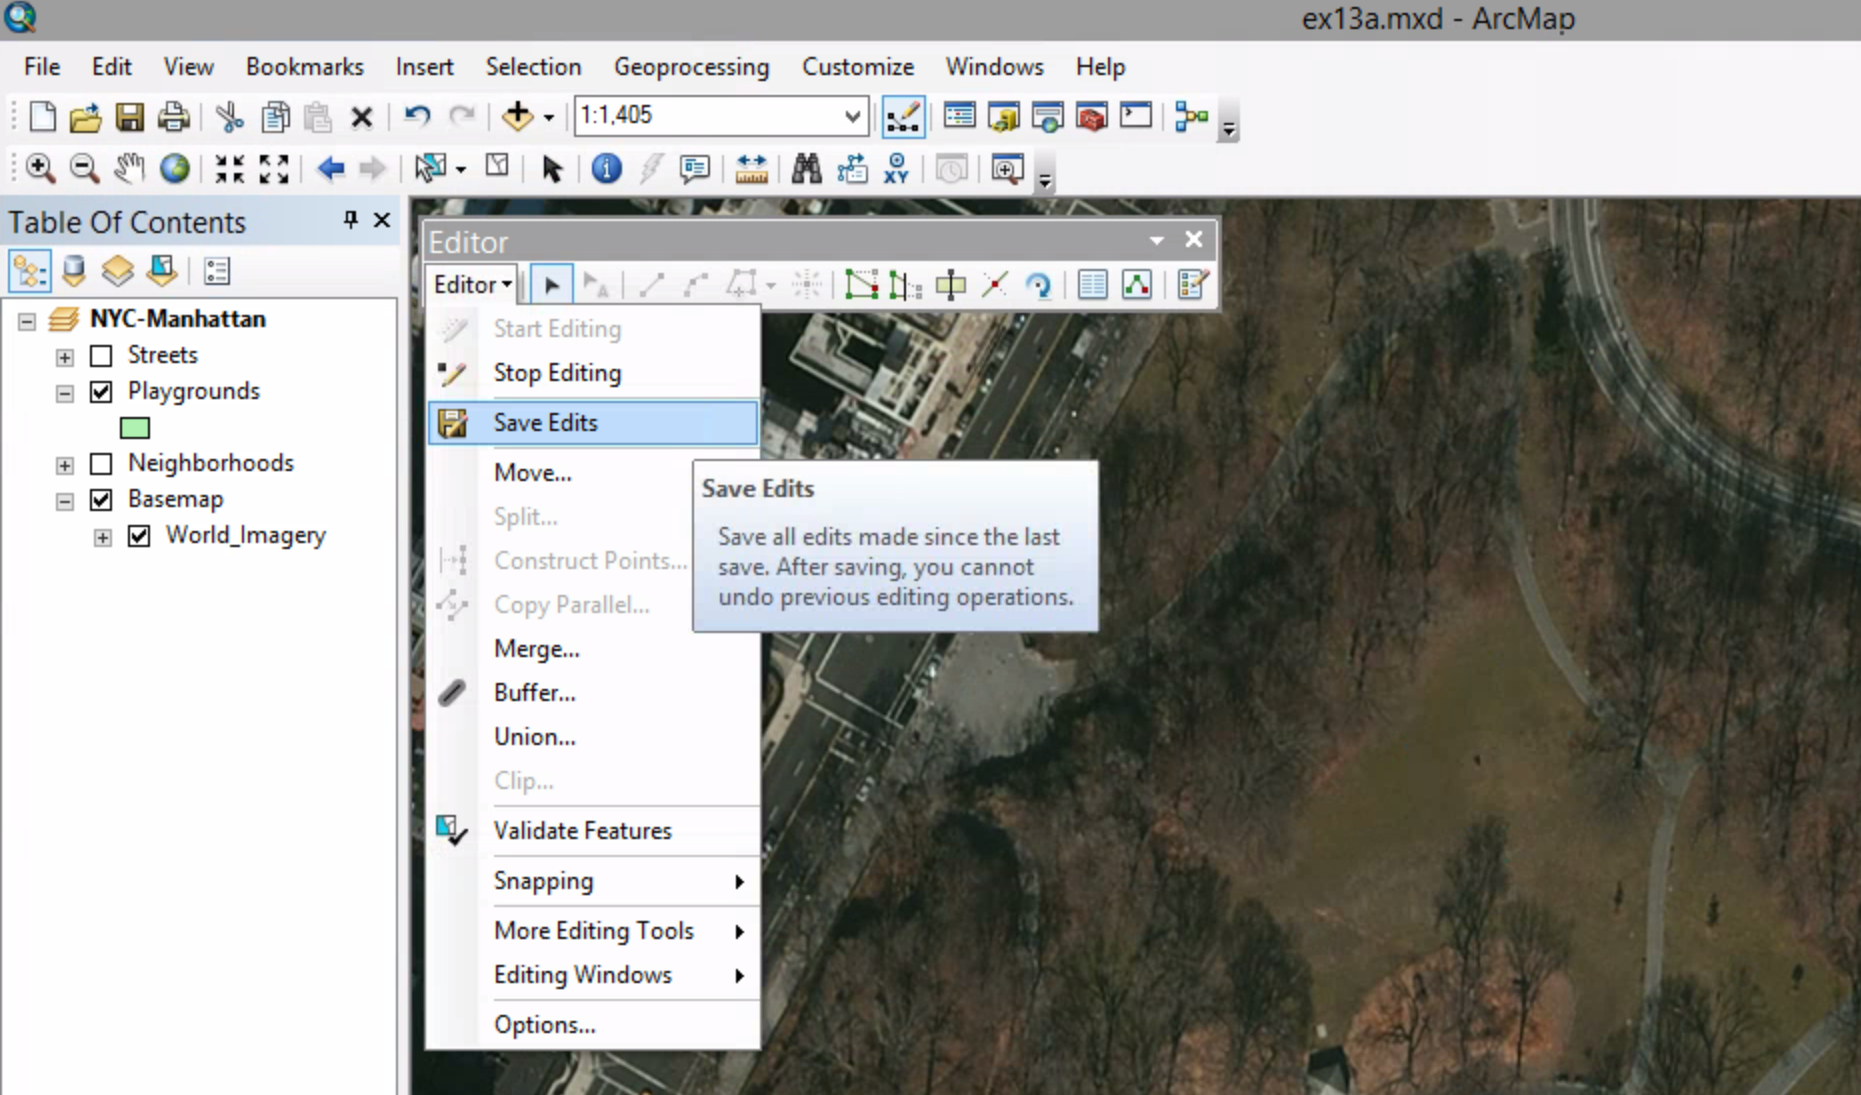 ex13a.mxd - ArcMap
File Edit View Bookmarks Insert Selection Geoprocessing Customize Windows Help
1:1,405
XY
Table Of Contents
Editor
Editor
A
NYC-Manhattan
Streets
Playgrounds
Neighborhoods
Basemap
World_Imagery
Start Editing
Stop Editing
Save Edits
Move...
Split...
Construct Points...
Copy Parallel...
Merge...
Buffer...
Union...
Clip...
Validate Features
Snapping
More Editing Tools
Editing Windows
Options...
Save Edits
Save all edits made since the last
save. After saving, you cannot
undo previous editing operations.